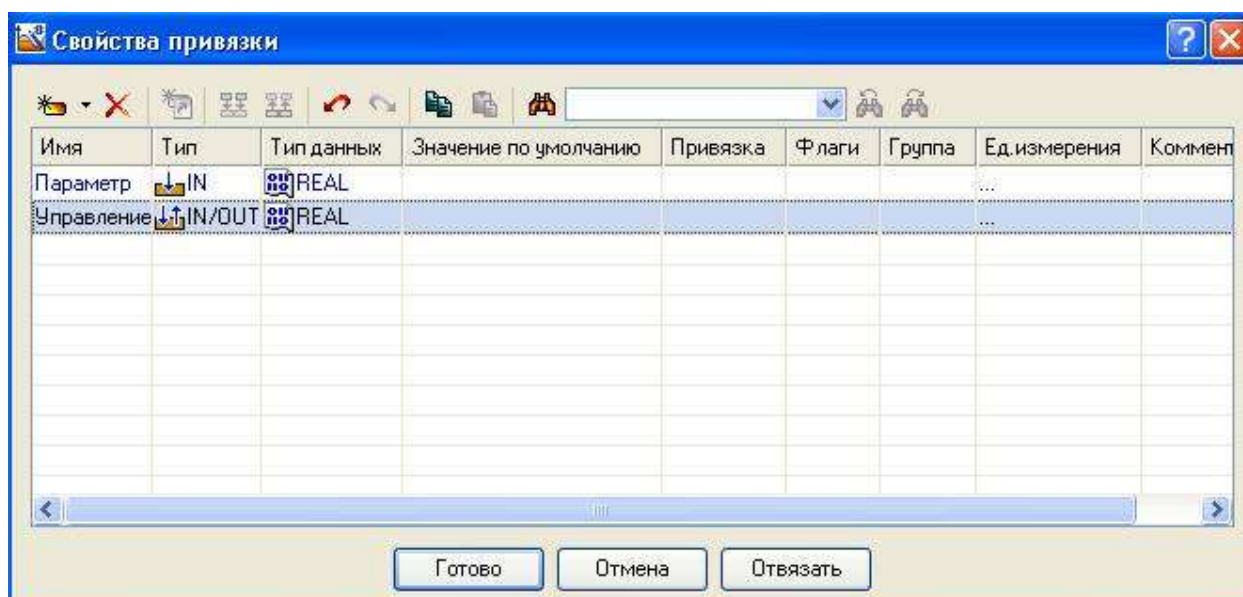 Свойства привязки
Имя Тип Тип данных Значение по умолчанию Привязка Флаги Группа Ед.измерения Коммент
Параметр IN REAL ...
Управление IN/OUT REAL ...
Готово Отмена Отвязать